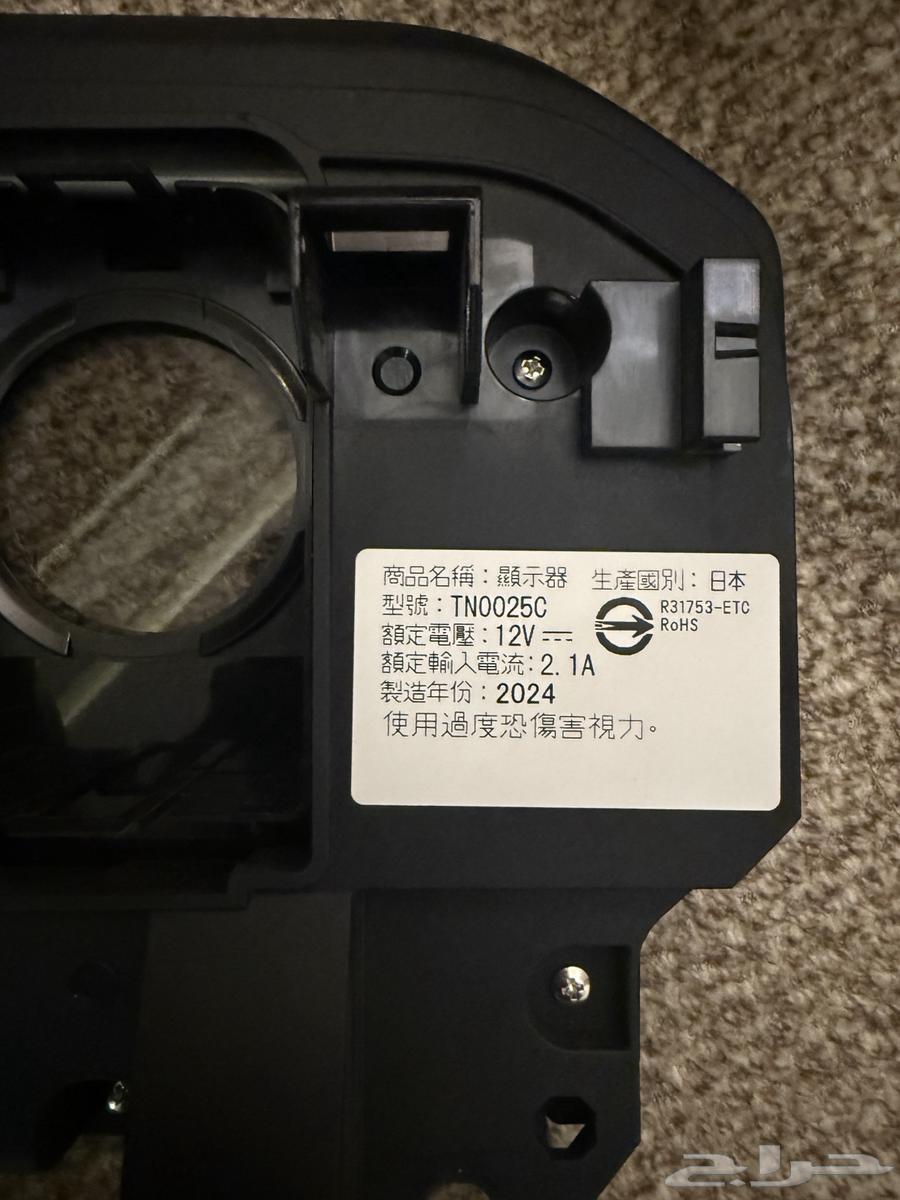 商品名稱：顯示器 生產國別：日本
型號：TN0025C
R31753-ETC
RoHS
額定電壓：12V
額定輸入電流：2.1A
製造年份：2024
使用過度恐傷害視力。
حراج